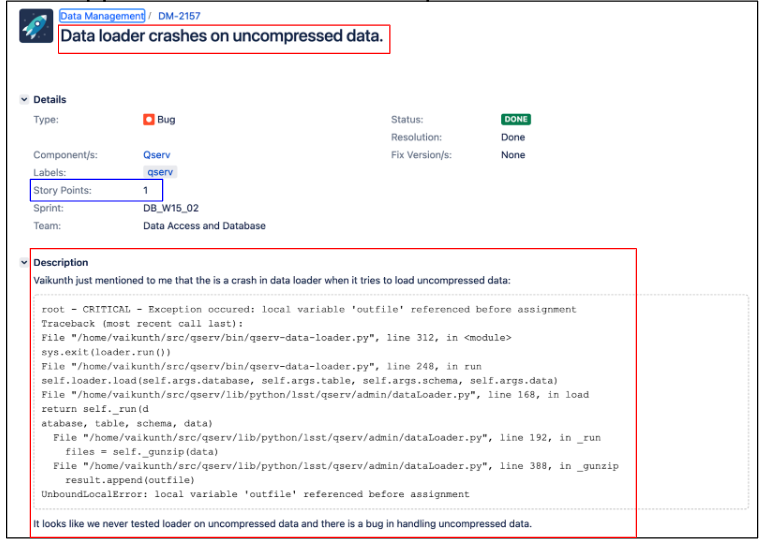 Data Management / DM-2157
Data loader crashes on uncompressed data.
Details
Type: Bug Status: DONE
Resolution: Done
Component/s: Qserv Fix Version/s: None
Labels: qserv
Story Points: 1
Sprint: DB_W15_02
Team: Data Access and Database
Description
Vaikunth just mentioned to me that the is a crash in data loader when it tries to load uncompressed data:
root - CRITICAL - Exception occured: local variable 'outfile' referenced before assignment
Traceback (most recent call last):
File "/home/vaikunth/src/qserv/bin/qserv-data-loader.py", line 312, in <module>
sys.exit(loader.run())
File "/home/vaikunth/src/qserv/bin/qserv-data-loader.py", line 248, in run
self.loader.load(self.args.database, self.args.table, self.args.schema, self.args.data)
File "/home/vaikunth/src/qserv/lib/python/lsst/qserv/admin/dataLoader.py", line 168, in load
return self._run(d
atabase, table, schema, data)
File "/home/vaikunth/src/qserv/lib/python/lsst/qserv/admin/dataLoader.py", line 192, in _run
files = self._gunzip(data)
File "/home/vaikunth/src/qserv/lib/python/lsst/qserv/admin/dataLoader.py", line 388, in _gunzip
result.append(outfile)
UnboundLocalError: local variable 'outfile' referenced before assignment
It looks like we never tested loader on uncompressed data and there is a bug in handling uncompressed data.